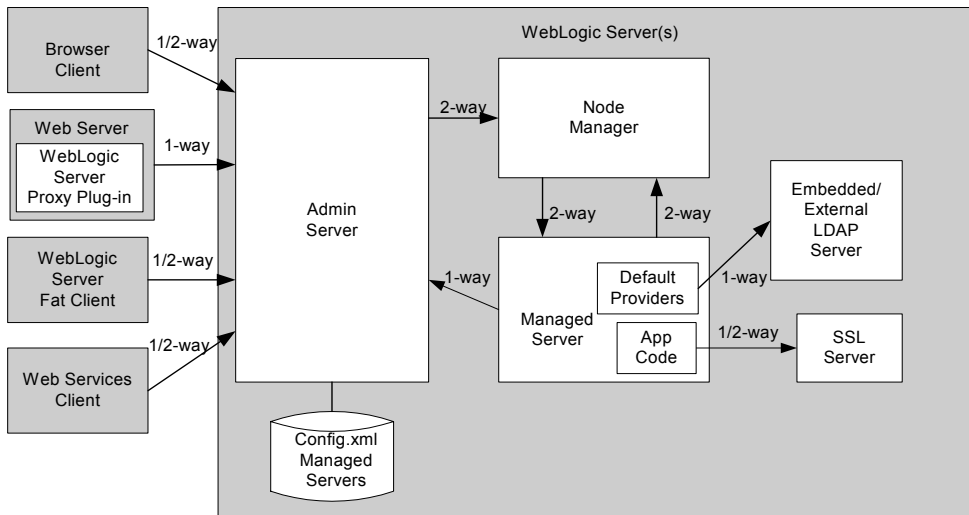 WebLogic Server(s)
Browser
Client
1/2-way
Web Server
WebLogic
Server
Proxy Plug-in
1-way
WebLogic
Server
Fat Client
1/2-way
Web Services
Client
1/2-way
Admin
Server
Config.xml
Managed
Servers
2-way
Node
Manager
2-way
2-way
1-way
Managed
Server
Default
Providers
App
Code
1-way
Embedded/
External
LDAP
Server
1/2-way
SSL
Server